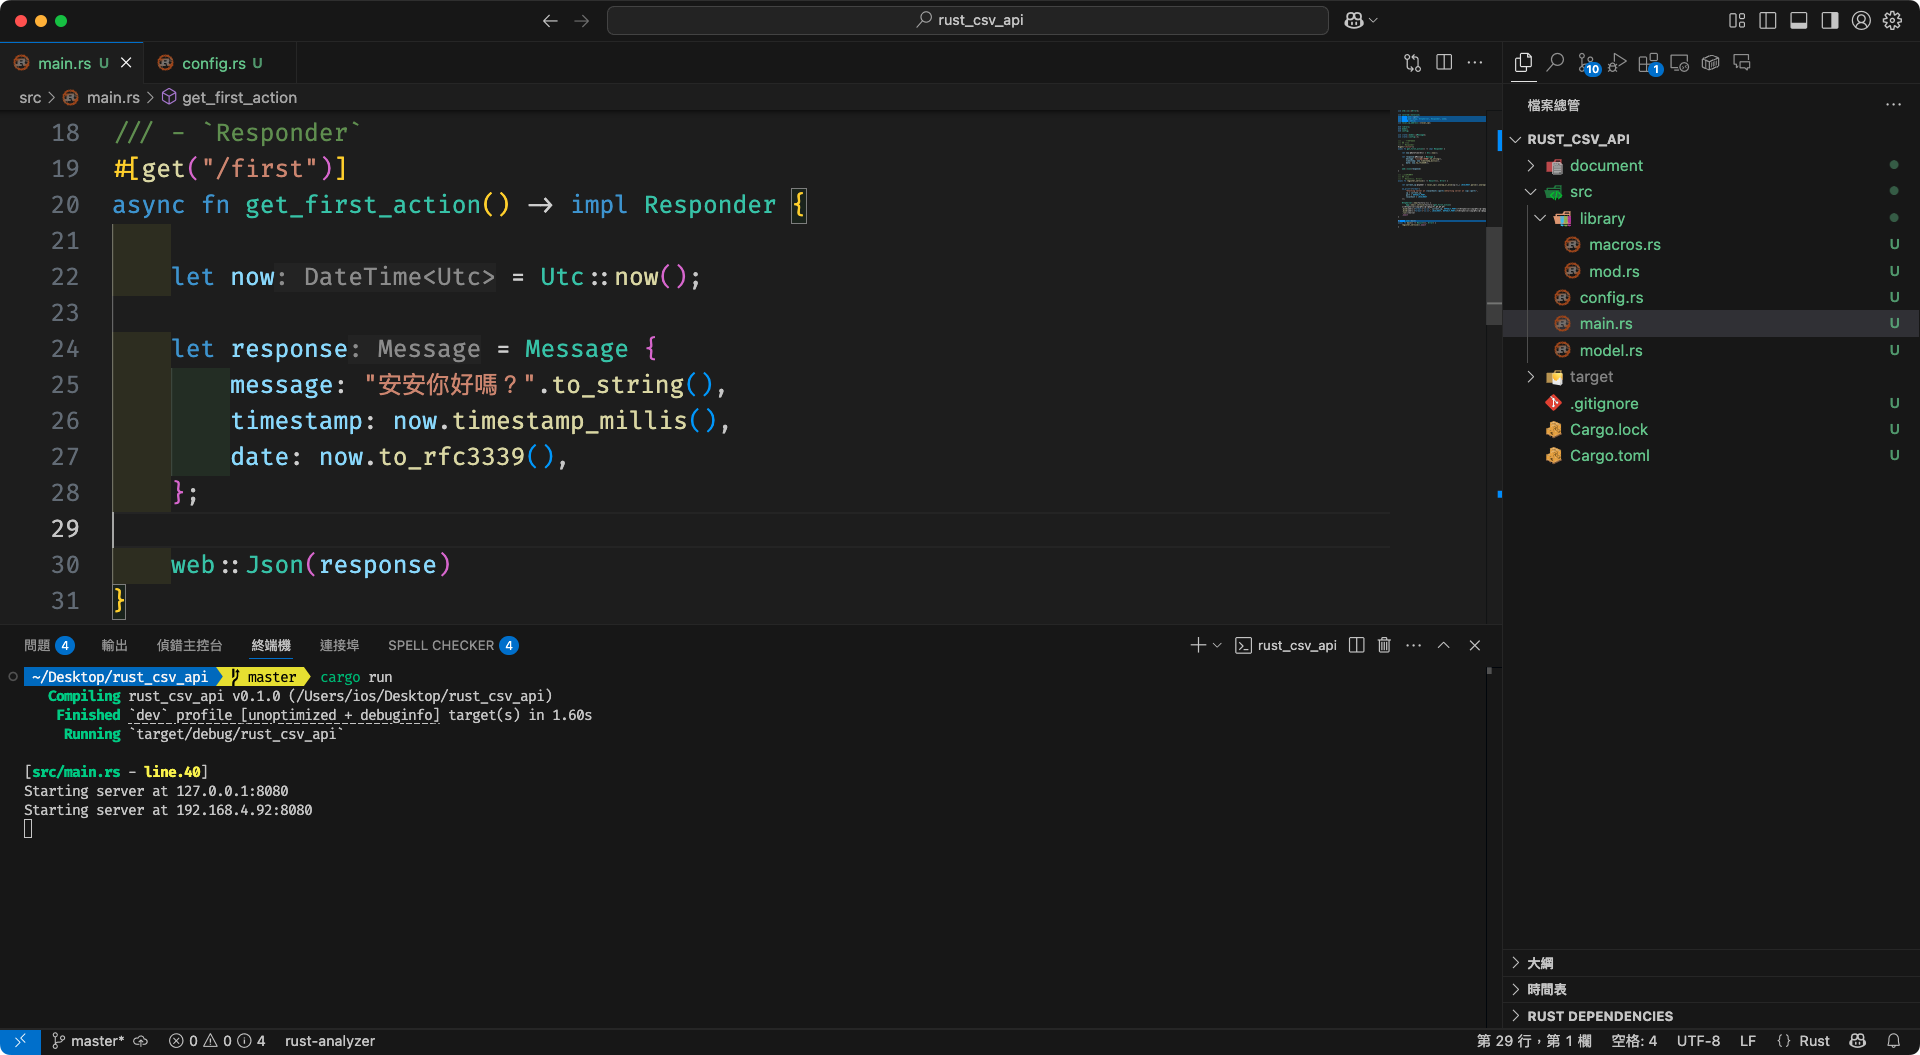 rust_csv_api
main.rs U
config.rs U
src > main.rs > get_first_action
18 /// - `Responder`
19 #[get("/first")]
20 async fn get_first_action() -> impl Responder {
21
22 let now: DateTime<Utc> = Utc::now();
23
24 let response: Message = Message {
25 message: "安安你好嗎？".to_string(),
26 timestamp: now.timestamp_millis(),
27 date: now.to_rfc3339(),
28 };
29
30 web::Json(response)
31 }
問題 4 輸出 偵錯主控台 終端機 連接埠 SPELL CHECKER 4
rust_csv_api
~/Desktop/rust_csv_api master cargo run
Compiling rust_csv_api v0.1.0 (/Users/ios/Desktop/rust_csv_api)
Finished `dev` profile [unoptimized + debuginfo] target(s) in 1.60s
Running `target/debug/rust_csv_api`
[src/main.rs - line.40]
Starting server at 127.0.0.1:8080
Starting server at 192.168.4.92:8080
10
1
檔案總管
RUST_CSV_API
document
src
library
macros.rs U
mod.rs U
config.rs U
main.rs U
model.rs U
target
.gitignore U
Cargo.lock U
Cargo.toml U
大綱
時間表
RUST DEPENDENCIES
master* 0 0 4 rust-analyzer
第 29 行，第 1 欄 空格: 4 UTF-8 LF {} Rust